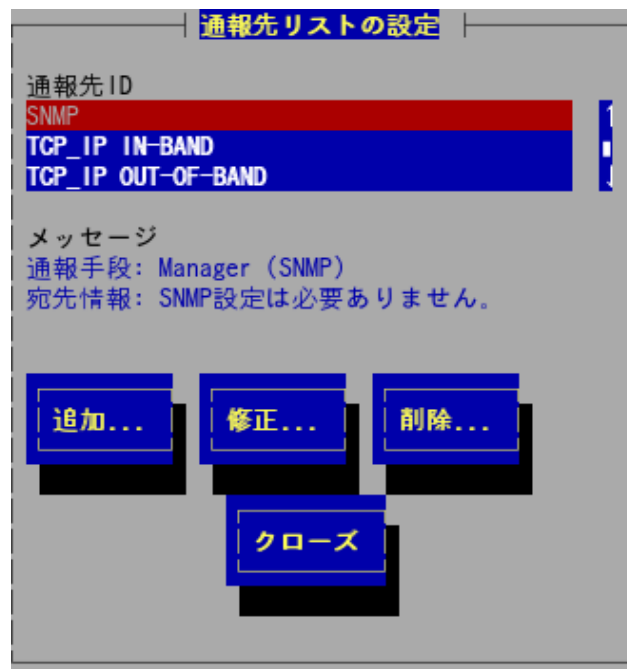 通報先リストの設定
通報先ID
SNMP
TCP_IP IN-BAND
TCP_IP OUT-OF-BAND
メッセージ
通報手段: Manager (SNMP)
宛先情報: SNMP設定は必要ありません。
追加... 修正... 削除...
クローズ